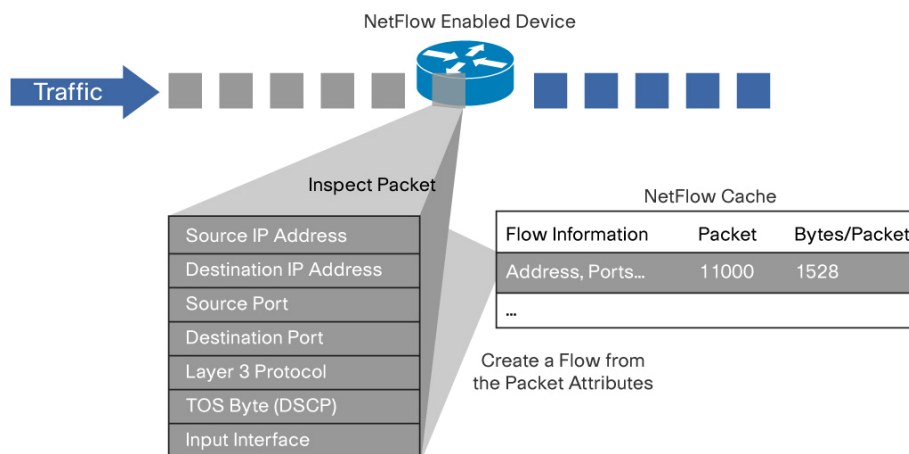 NetFlow Enabled Device
Traffic
Inspect Packet
Source IP Address
Destination IP Address
Source Port
Destination Port
Layer 3 Protocol
TOS Byte (DSCP)
Input Interface
NetFlow Cache
Flow Information Packet Bytes/Packet
Address, Ports... 11000 1528
...
Create a Flow from
the Packet Attributes